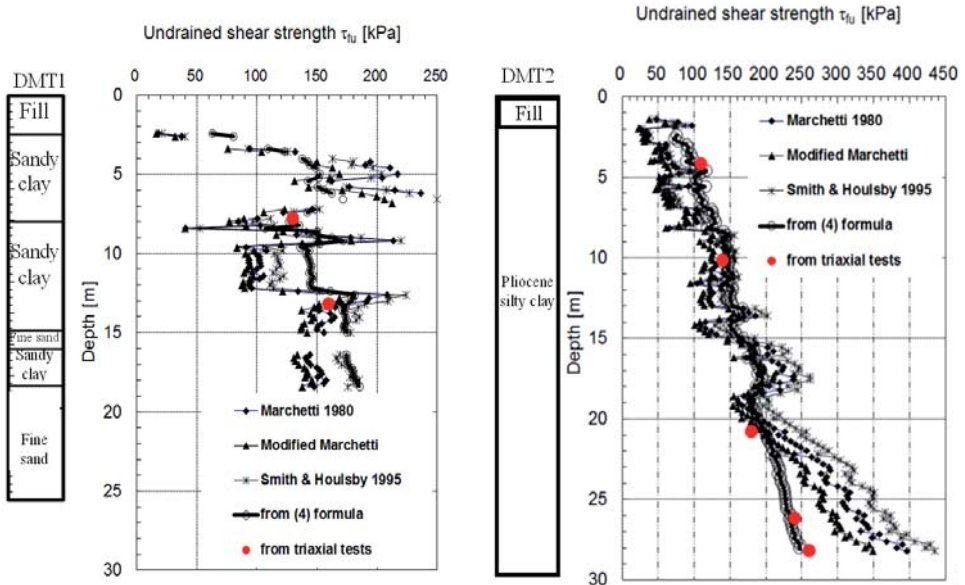 Undrained shear strength τfu [kPa]
DMT1
0 50 100 150 200 250
0
5
10
15
20
25
30
Depth [m]
Fill
Sandy
clay
Sandy
clay
Fine sand
Sandy
clay
Fine
sand
Marchetti 1980
Modified Marchetti
Smith & Houlsby 1995
from (4) formula
from triaxial tests
Undrained shear strength τfu [kPa]
DMT2
0 50 100 150 200 250 300 350 400 450
0
5
10
15
20
25
30
Depth [m]
Fill
Pliocene
silty clay
Marchetti 1980
Modified Marchetti
Smith & Houlsby 1995
from (4) formula
from triaxial tests